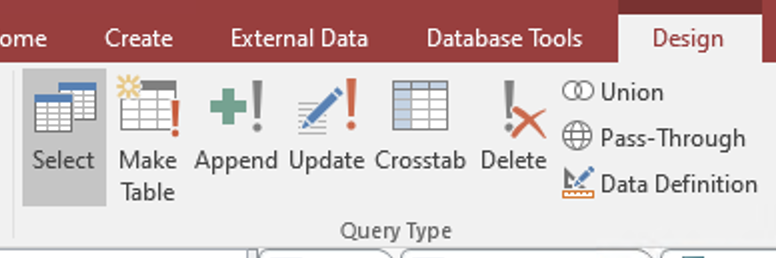 ome Create External Data Database Tools Design
Select Make Table Append Update Crosstab Delete
Union
Pass-Through
Data Definition
Query Type